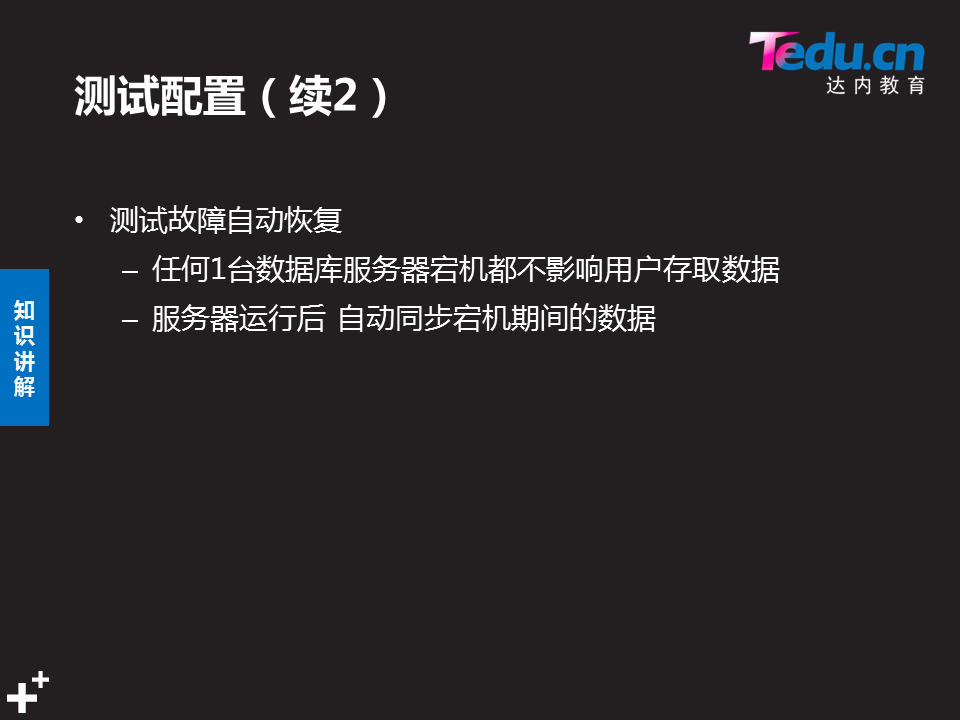 Tedu.cn
达内教育
测试配置（续2）
• 测试故障自动恢复
– 任何1台数据库服务器宕机都不影响用户存取数据
– 服务器运行后 自动同步宕机期间的数据
知
识
讲
解